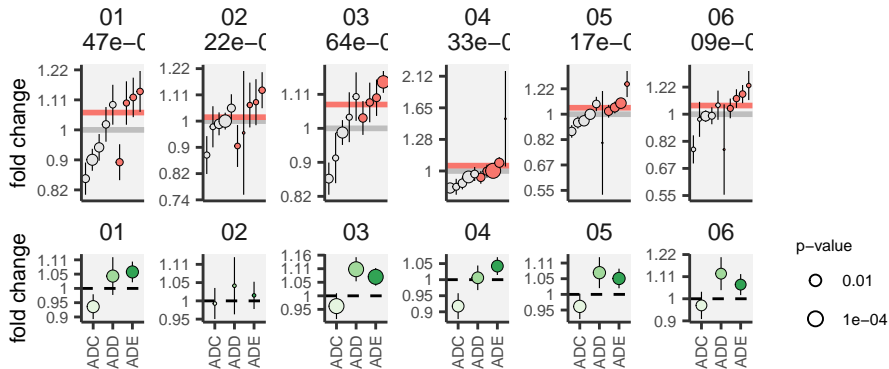 01 02 03 04 05 06
47e−0 22e−0 64e−0 33e−0 17e−0 09e−0
fold change
1.22 1.11 1 0.9 0.82
1.22 1.11 1 0.9 0.82 0.74
1.11 1 0.9 0.82
2.12 1.65 1.28 1
1.22 1 0.82 0.67 0.55
1.22 1 0.82 0.67 0.55
01 02 03 04 05 06
fold change
1.11 1.05 1 0.95 0.9
1.11 1.05 1 0.95
1.16 1.11 1.05 1 0.95
1.05 1 0.95 0.9
1.11 1.05 1 0.95
1.22 1.11 1 0.9
ADC ADD ADE ADC ADD ADE ADC ADD ADE ADC ADD ADE ADC ADD ADE ADC ADD ADE
p−value
0.01
1e−04